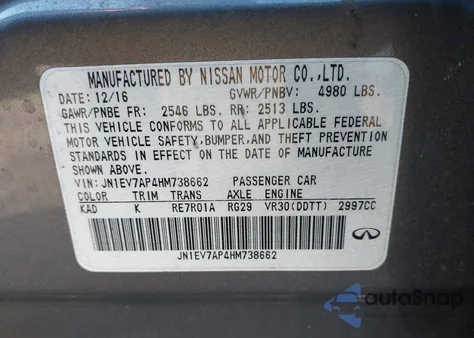 MANUFACTURED BY NISSAN MOTOR CO.,LTD.
DATE: 12/16 GVWR/PNBV: 4980 LBS.
GAWR/PNBE FR: 2546 LBS. RR: 2513 LBS.
THIS VEHICLE CONFORMS TO ALL APPLICABLE FEDERAL
MOTOR VEHICLE SAFETY, BUMPER, AND THEFT PREVENTION
STANDARDS IN EFFECT ON THE DATE OF MANUFACTURE
SHOWN ABOVE.
VIN: JN1EV7AP4HM738662 PASSENGER CAR
COLOR TRIM TRANS AXLE ENGINE
KAD K RE7R01A RG29 VR30(DDTT) 2997CC
JN1EV7AP4HM738662
autoSnap